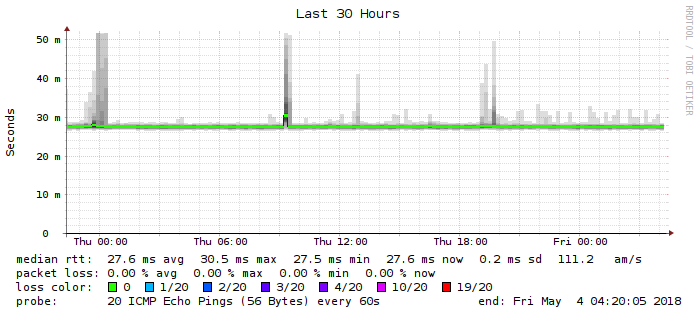 Last 30 Hours
RRDTOOL / TOBI OETIKER
Seconds
50 m
40 m
30 m
20 m
10 m
0
Thu 00:00 Thu 06:00 Thu 12:00 Thu 18:00 Fri 00:00
median rtt: 27.6 ms avg 30.5 ms max 27.5 ms min 27.6 ms now 0.2 ms sd 111.2 am/s
packet loss: 0.00 % avg 0.00 % max 0.00 % min 0.00 % now
loss color: 0 1/20 2/20 3/20 4/20 10/20 19/20
probe: 20 ICMP Echo Pings (56 Bytes) every 60s end: Fri May 4 04:20:05 2018